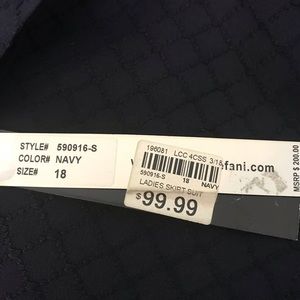 STYLE# 590916-S
COLOR# NAVY
SIZE# 18
196081 LCC 4CSS 3/18
590916-S 18 NAVY
LADIES SKIRT SUIT
$99.99
fani.com
MSRP $ 200.00